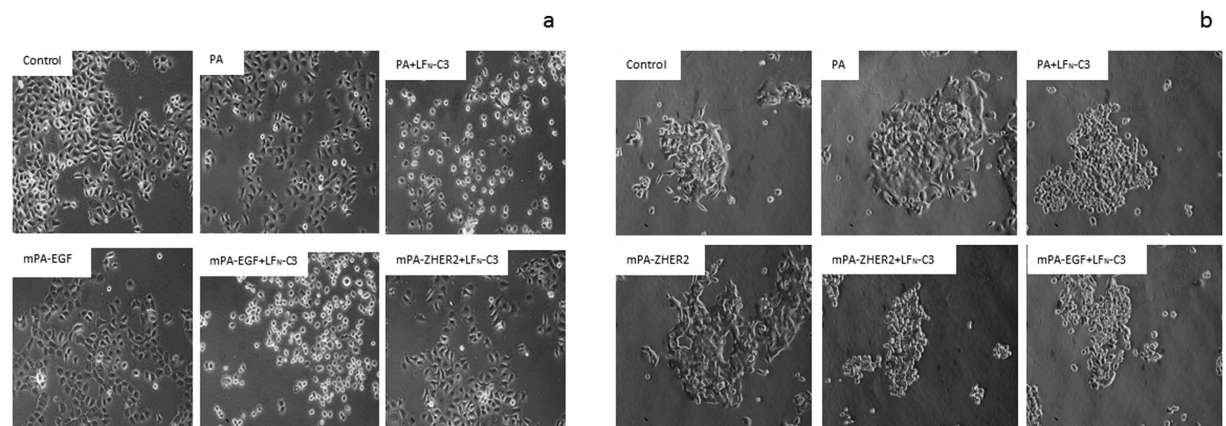 a
Control
PA
PA+LFN-C3
mPA-EGF
mPA-EGF+LFN-C3
mPA-ZHER2+LFN-C3
b
Control
PA
PA+LFN-C3
mPA-ZHER2
mPA-ZHER2+LFN-C3
mPA-EGF+LFN-C3